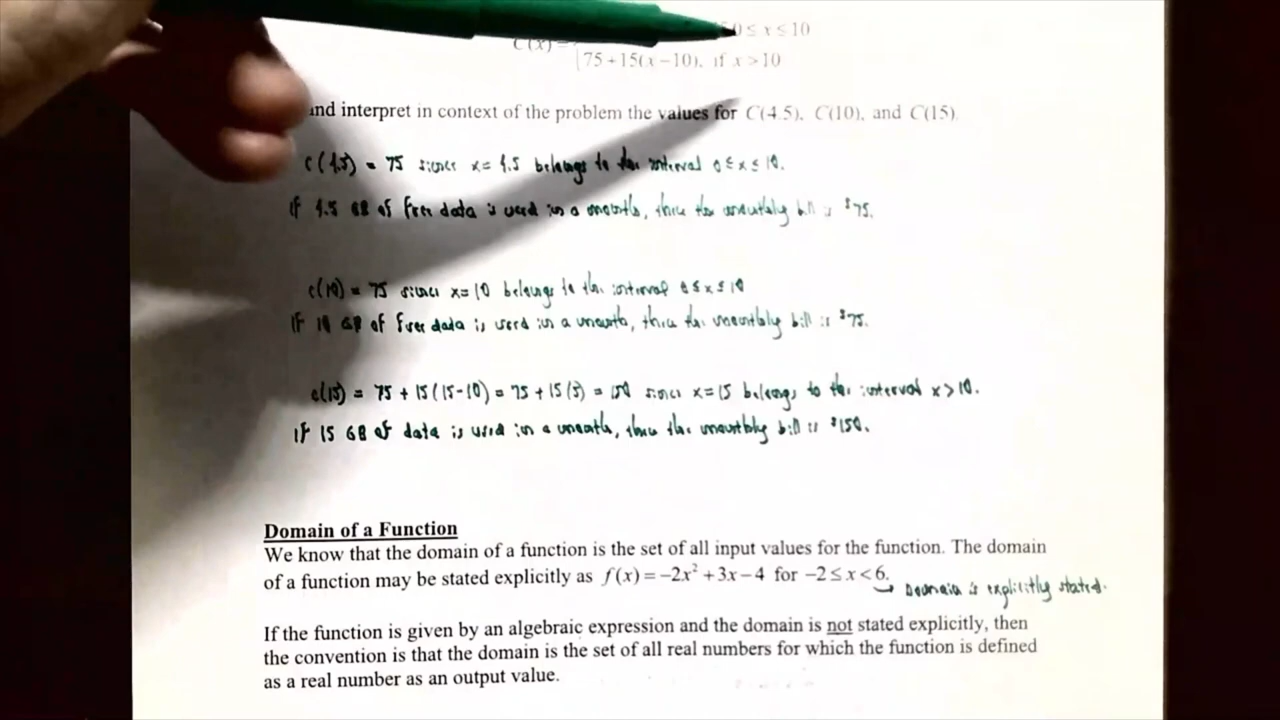 0 ≤ x ≤ 10
C(x) =
75+15(x−10), if x>10
and interpret in context of the problem the values for C(4.5), C(10), and C(15)
C(4.5) = 75 since x = 4.5 belongs to the interval 0 ≤ x ≤ 10.
If 4.5 GB of free data is used in a month, then the monthly bill is $75.
C(10) = 75 since x=10 belongs to the interval 0 ≤ x ≤ 10
If 10 GB of free data is used in a month, then the monthly bill is $75.
C(15) = 75 + 15(15-10) = 75 + 15(5) = 150 since x=15 belongs to the interval x > 10.
If 15 GB of data is used in a month, then the monthly bill is $150.
Domain of a Function
We know that the domain of a function is the set of all input values for the function. The domain
of a function may be stated explicitly as f(x)=−2x²+3x−4 for −2≤x<6.
→ Domain is explicitly stated.
If the function is given by an algebraic expression and the domain is not stated explicitly, then
the convention is that the domain is the set of all real numbers for which the function is defined
as a real number as an output value.